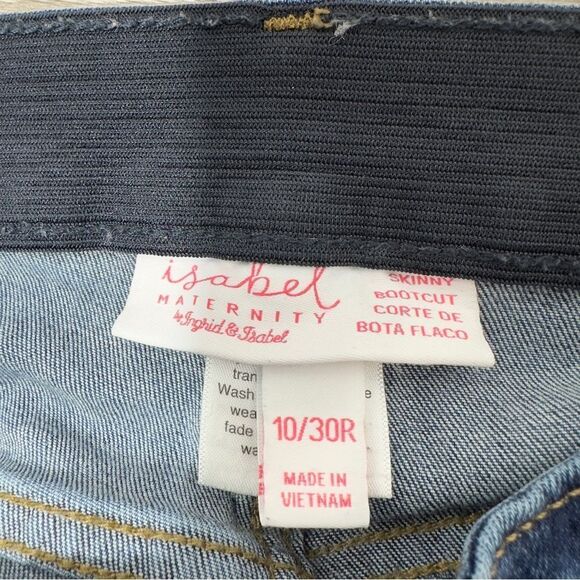 isabel
MATERNITY
by Ingrid & Isabel
SKINNY
BOOTCUT
CORTE DE
BOTA FLACO
Wash
fade
10/30R
MADE IN
VIETNAM